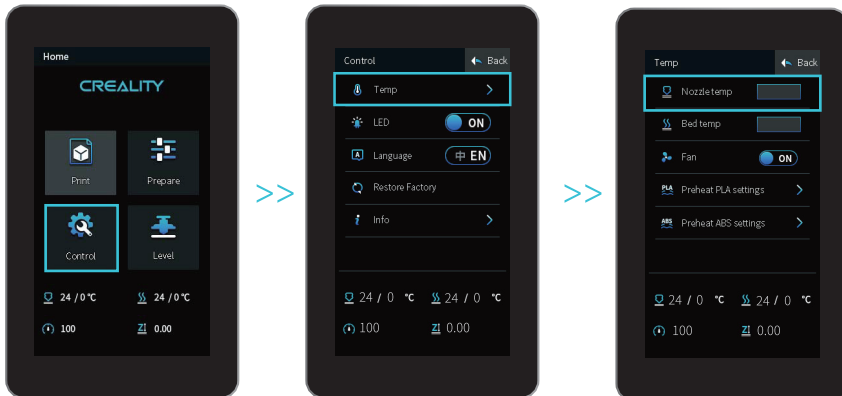 Home
CREALITY
Print
Prepare
Control
Level
24 / 0 ℃
24 / 0 ℃
100
Z 0.00
>>
Control
Back
Temp
LED
ON
A Language
中 EN
Restore Factory
i Info
24 / 0 ℃
24 / 0 ℃
100
Z 0.00
>>
Temp
Back
Nozzle temp
Bed temp
Fan
ON
PLA Preheat PLA settings
ABS Preheat ABS settings
24 / 0 ℃
24 / 0 ℃
100
Z 0.00